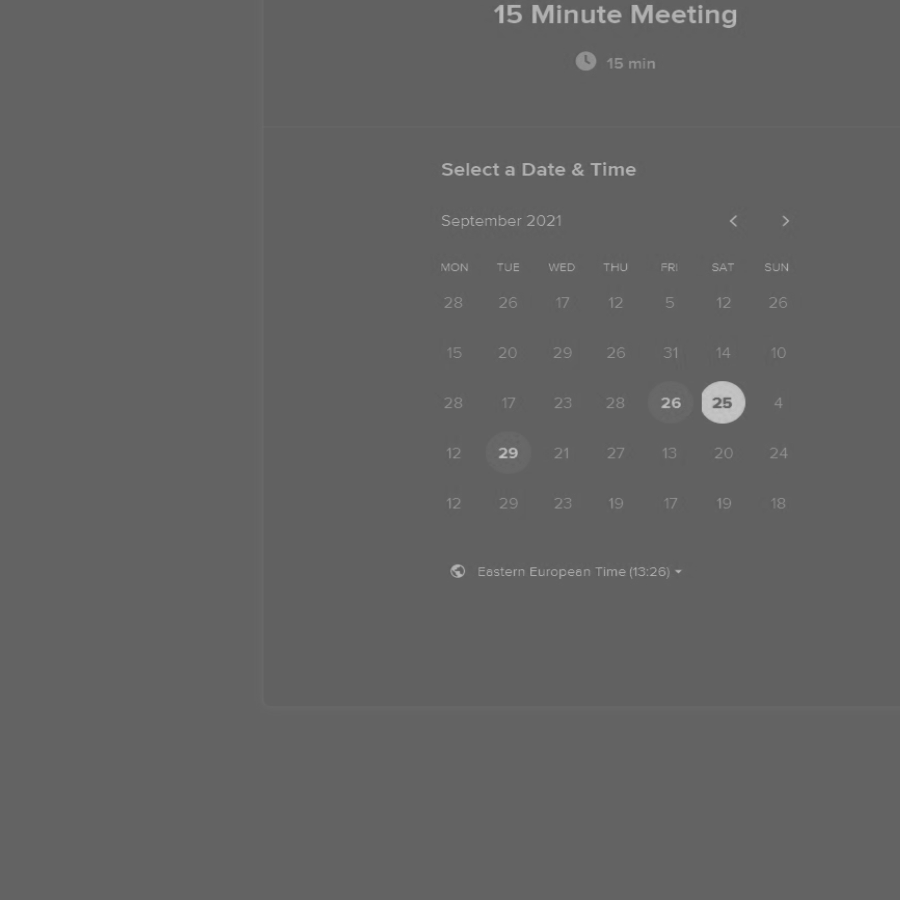 15 Minute Meeting
15 min
Select a Date & Time
September 2021
MON TUE WED THU FRI SAT SUN
28 26 17 12 5 12 26
15 20 29 26 31 14 10
28 17 23 28 26 25 4
12 29 21 27 13 20 24
12 29 23 19 17 19 18
Eastern European Time (13:26)